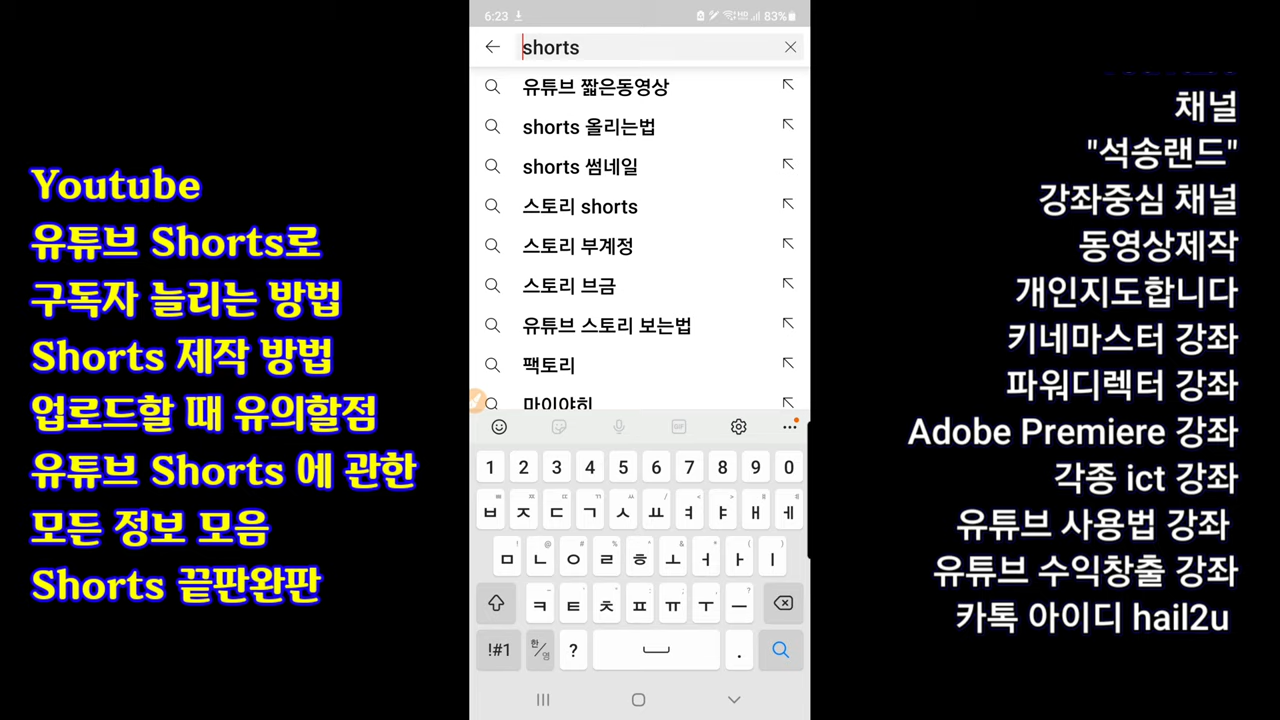 Youtube
유튜브 Shorts로
구독자 늘리는 방법
Shorts 제작 방법
업로드할 때 유의할점
유튜브 Shorts 에 관한
모든 정보 모음
Shorts 끝판완판
6:23
83%
shorts
유튜브 짧은동영상
shorts 올리는법
shorts 썸네일
스토리 shorts
스토리 부계정
스토리 브금
유튜브 스토리 보는법
팩토리
마이야히
GIF
1 2 3 4 5 6 7 8 9 0
ㅂ ㅈ ㄷ ㄱ ㅅ ㅛ ㅕ ㅑ ㅐ ㅔ
ㅁ ㄴ ㅇ ㄹ ㅎ ㅗ ㅓ ㅏ ㅣ
ㅋ ㅌ ㅊ ㅍ ㅠ ㅜ ㅡ
!#1 한/영 ? .
채널
"석송랜드"
강좌중심 채널
동영상제작
개인지도합니다
키네마스터 강좌
파워디렉터 강좌
Adobe Premiere 강좌
각종 ict 강좌
유튜브 사용법 강좌
유튜브 수익창출 강좌
카톡 아이디 hail2u